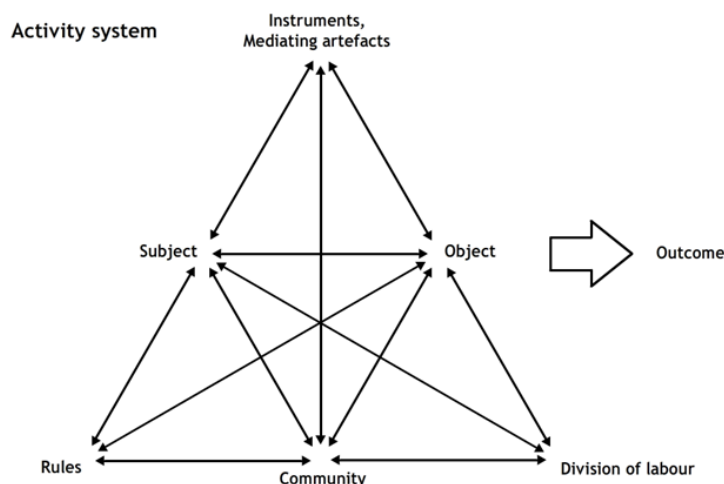 Activity system
Instruments,
Mediating artefacts
Subject
Object
Outcome
Rules
Community
Division of labour